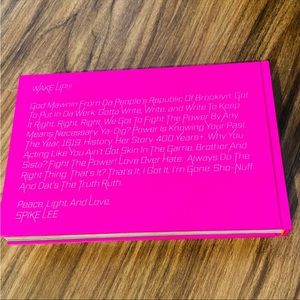 WAKE UP!!!
God Mawnin From Da People's Republic Of Brooklyn. Gut
To Put In Da Werk. Gotta Write, Write, and Write To Keep
It Right, Right, Right. We Got To Fight The Power By Any
Means Necessary. Ya-Dig? Power Is Knowing Your Past.
The Year. 1619. History. Her Story. 400 Years+. Why You
Acting Like You Ain't Got Skin In The Game, Brother And
Sista? Fight The Power! Love Over Hate. Always Do The
Right Thing. That's It? That's It. I Got It. I'm Gone. Sho-Nuff.
And Dat's The Truth Ruth.
Peace, Light, And Love.
SPIKE LEE